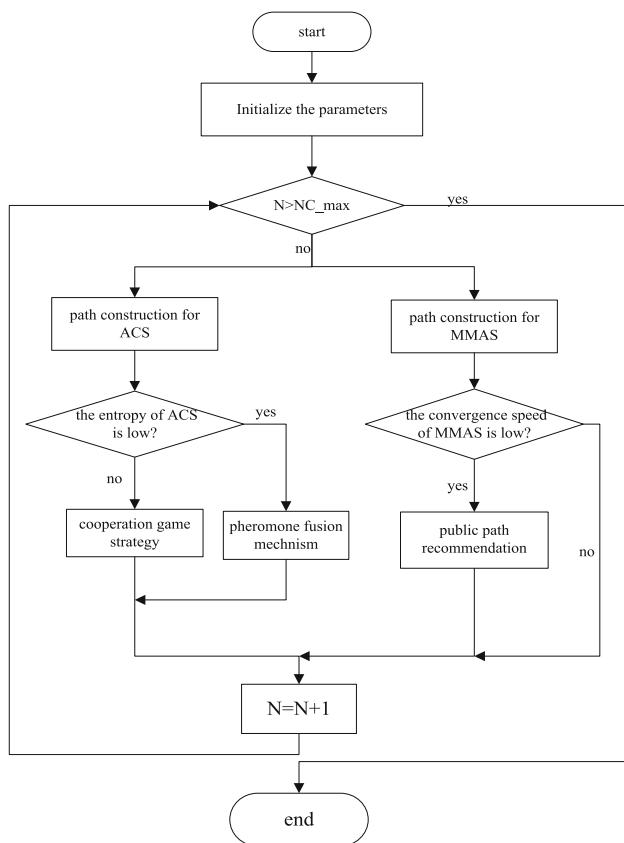 start
Initialize the parameters
N>NC_max
yes
no
path construction for
ACS
path construction for
MMAS
the entropy of ACS
is low?
yes
no
the convergence speed
of MMAS is low?
yes
no
cooperation game
strategy
pheromone fusion
mechnism
public path
recommendation
N=N+1
end